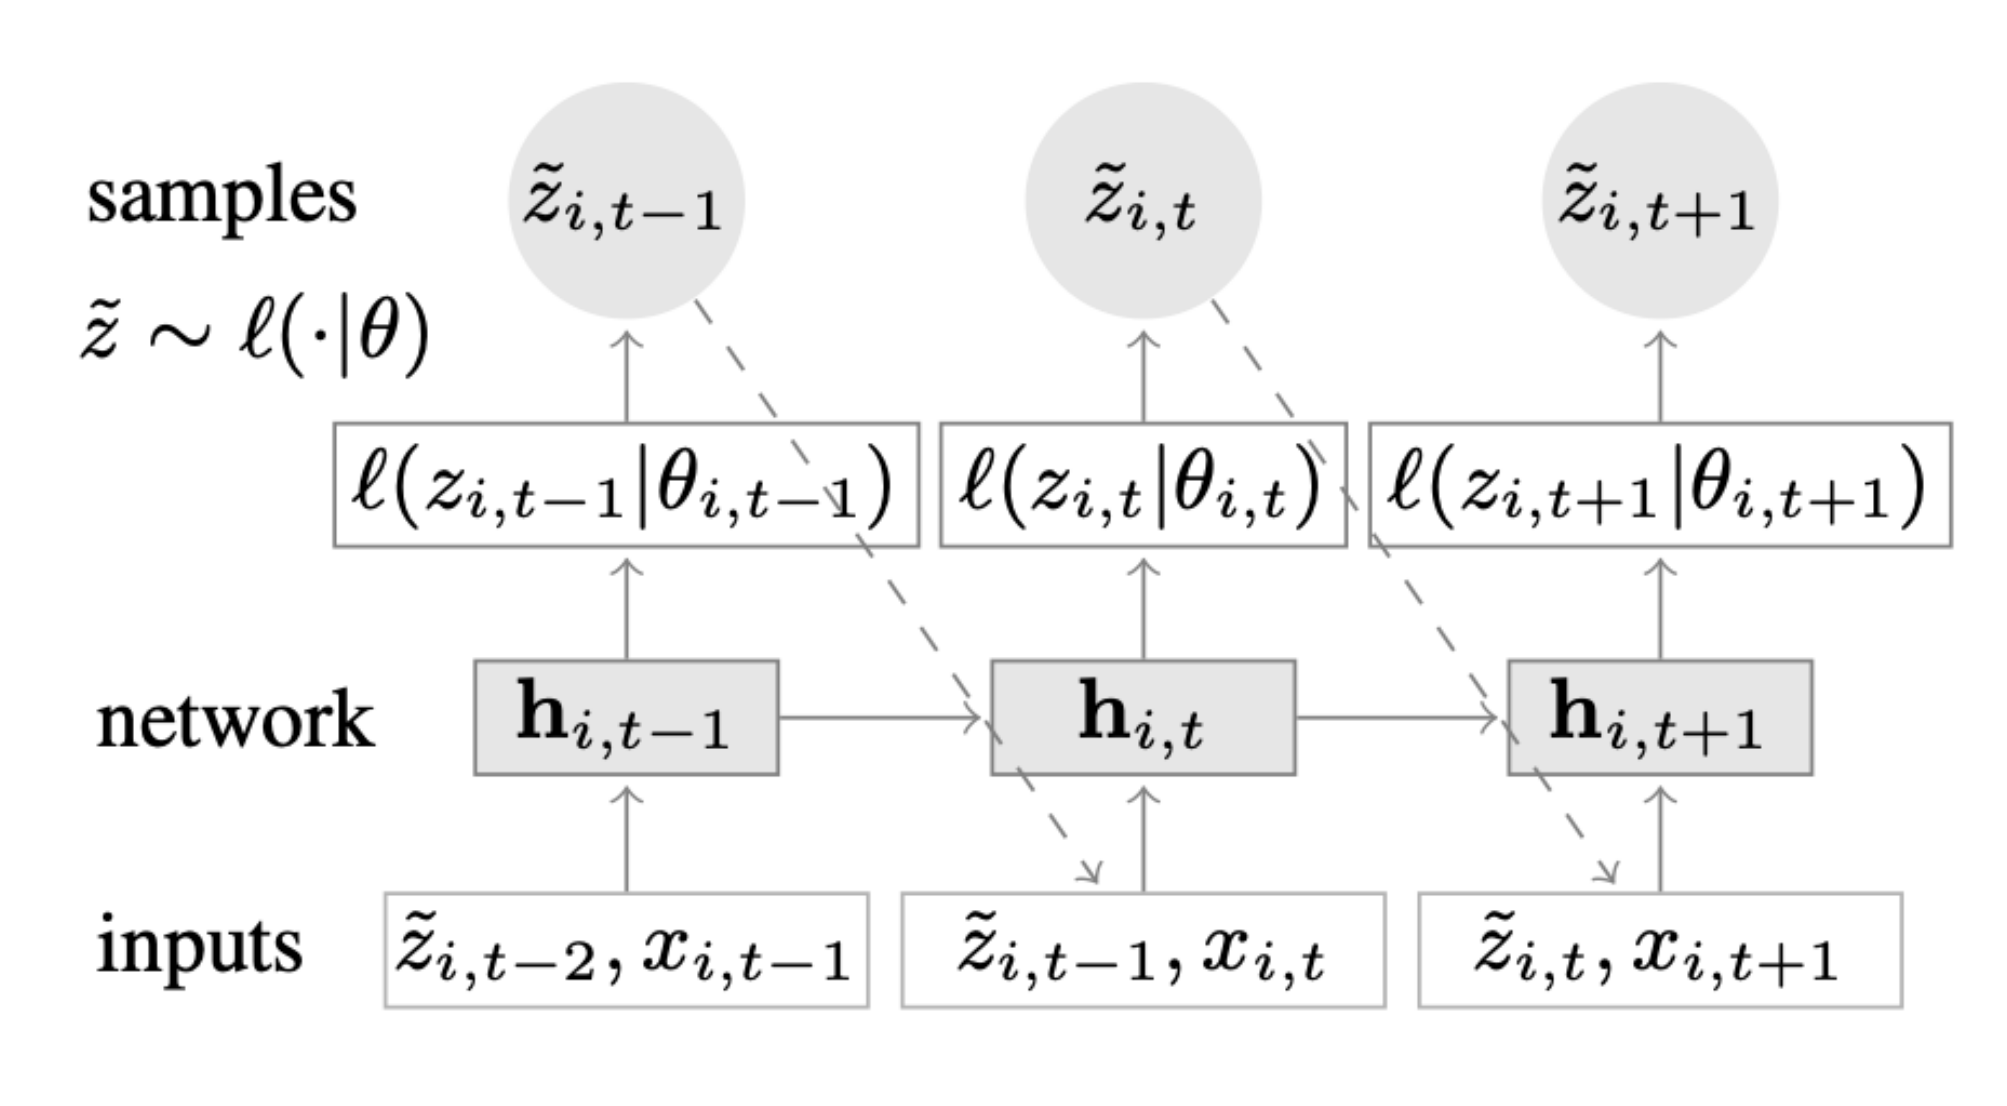 samples z̃_{i,t−1} z̃_{i,t} z̃_{i,t+1}
z̃ ∼ ℓ(·|θ)
ℓ(z_{i,t−1}|θ_{i,t−1}) ℓ(z_{i,t}|θ_{i,t}) ℓ(z_{i,t+1}|θ_{i,t+1})
network h_{i,t−1} h_{i,t} h_{i,t+1}
inputs z̃_{i,t−2}, x_{i,t−1} z̃_{i,t−1}, x_{i,t} z̃_{i,t}, x_{i,t+1}